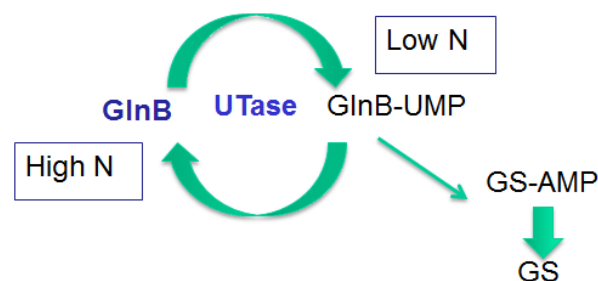 Low N
GlnB
UTase
GlnB-UMP
High N
GS-AMP
GS